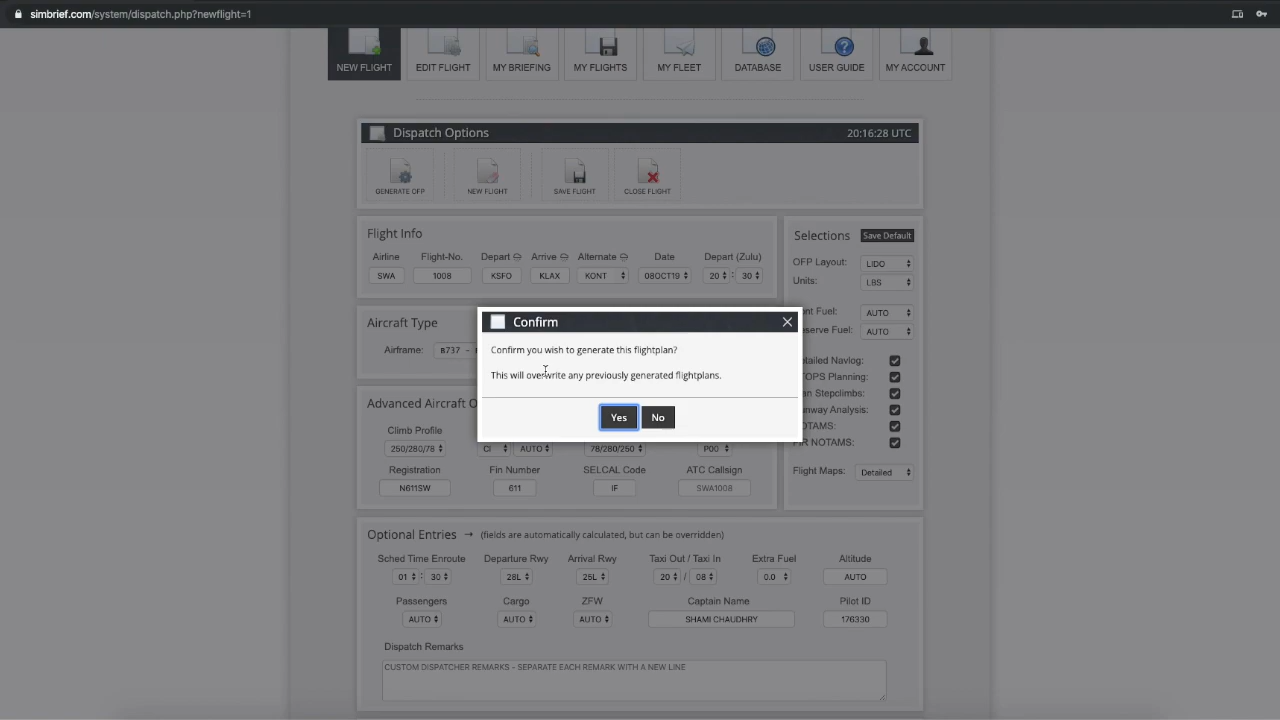 simbrief.com/system/dispatch.php?newflight=1
NEW FLIGHT
EDIT FLIGHT
MY BRIEFING
MY FLIGHTS
MY FLEET
DATABASE
USER GUIDE
MY ACCOUNT
Dispatch Options
20:16:28 UTC
GENERATE OFP
NEW FLIGHT
SAVE FLIGHT
CLOSE FLIGHT
Flight Info
Airline Flight-No. Depart Arrive Alternate Date Depart (Zulu)
SWA 1008 KSFO KLAX KONT 08OCT19 20 : 30
Selections Save Default
OFP Layout: LIDO
Units: LBS
Fuel: AUTO
Fuel: AUTO
Planning:
Stepclimbs:
Analysis:
NOTAMS:
Flight Maps: Detailed
Aircraft Type
Airframe: B737 -
Confirm
Confirm you wish to generate this flightplan?
This will overwrite any previously generated flightplans.
Yes No
Advanced Aircraft
Climb Profile
250/280/78 CI AUTO 78/280/250 P00
Registration Fin Number SELCAL Code ATC Callsign
N611SW 611 IF SWA1008
Optional Entries → (fields are automatically calculated, but can be overridden)
Sched Time Enroute Departure Rwy Arrival Rwy Taxi Out / Taxi In Extra Fuel Altitude
01 : 30 28L 25L 20 / 08 0.0 AUTO
Passengers Cargo ZFW Captain Name Pilot ID
AUTO AUTO AUTO SHAMI CHAUDHRY 176330
Dispatch Remarks
CUSTOM DISPATCHER REMARKS - SEPARATE EACH REMARK WITH A NEW LINE